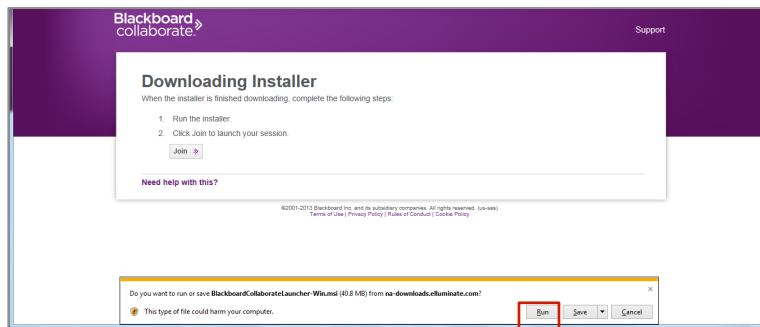 Blackboard
collaborate
Support
Downloading Installer
When the installer is finished downloading, complete the following steps:
1. Run the installer.
2. Click Join to launch your session.
Join »
Need help with this?
©2001-2013 Blackboard Inc. and its subsidiary companies. All rights reserved. (us-sas)
Terms of Use | Privacy Policy | Rules of Conduct | Cookie Policy
Do you want to run or save BlackboardCollaborateLauncher-Win.msi (40.8 MB) from na-downloads.elluminate.com?
This type of file could harm your computer.
Run Save Cancel